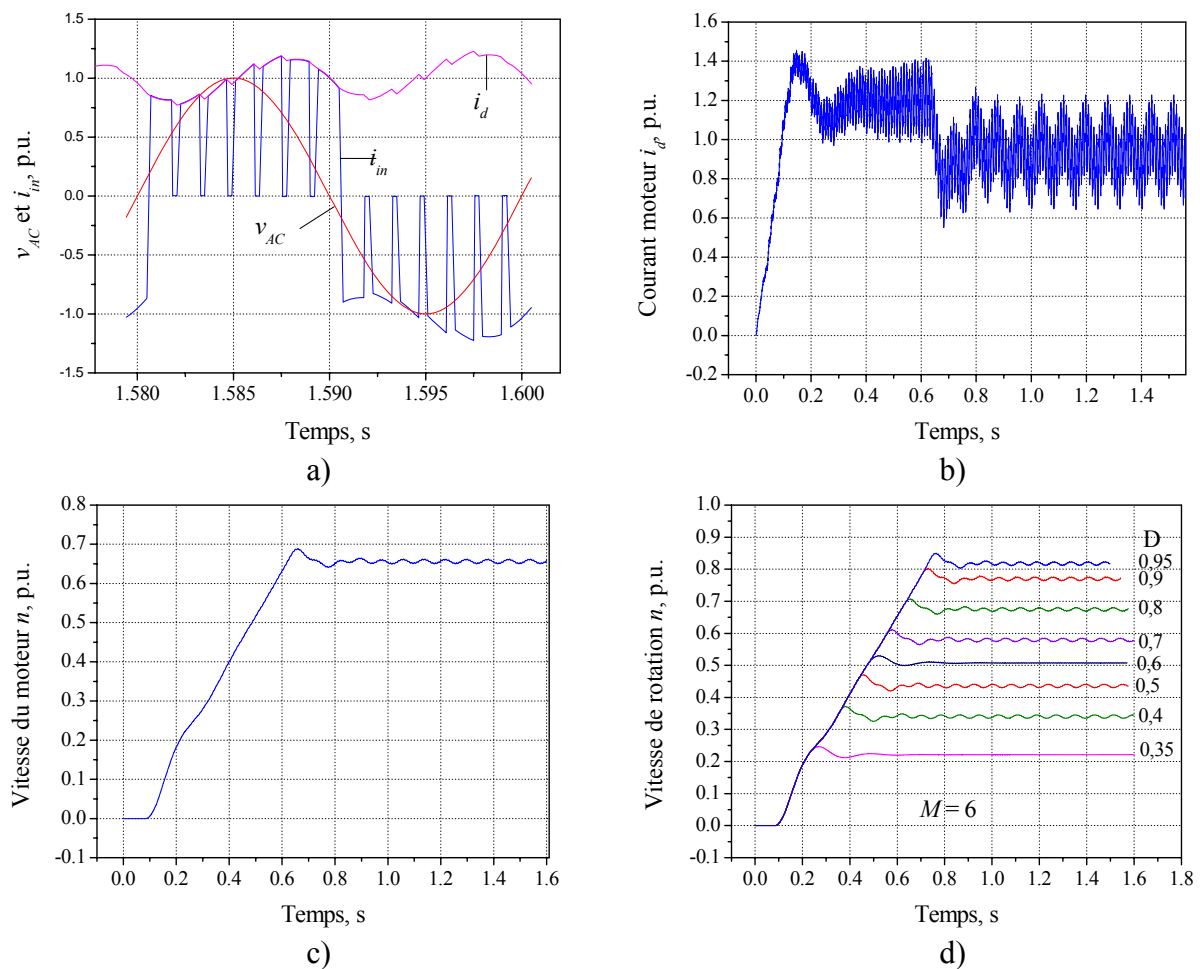 1.5
1.0
0.5
0.0
-0.5
-1.0
-1.5
v_AC et i_in, p.u.
i_d
i_in
v_AC
1.580 1.585 1.590 1.595 1.600
Temps, s
a)
1.6
1.4
1.2
1.0
0.8
0.6
0.4
0.2
0.0
-0.2
Courant moteur i_d, p.u.
0.0 0.2 0.4 0.6 0.8 1.0 1.2 1.4
Temps, s
b)
0.8
0.7
0.6
0.5
0.4
0.3
0.2
0.1
0.0
-0.1
Vitesse du moteur n, p.u.
0.0 0.2 0.4 0.6 0.8 1.0 1.2 1.4 1.6
Temps, s
c)
1.0
0.9
0.8
0.7
0.6
0.5
0.4
0.3
0.2
0.1
0.0
-0.1
Vitesse de rotation n, p.u.
D
0,95
0,9
0,8
0,7
0,6
0,5
0,4
0,35
M = 6
0.0 0.2 0.4 0.6 0.8 1.0 1.2 1.4 1.6 1.8
Temps, s
d)